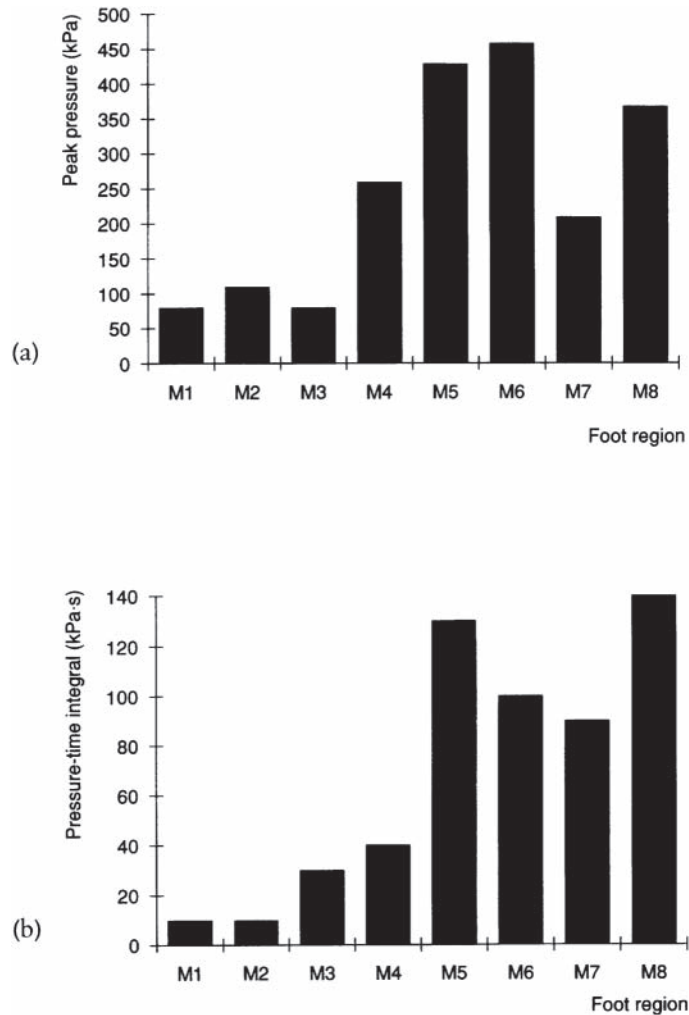 500
450
400
350
300
250
200
150
100
50
0
Peak pressure (kPa)
(a)
M1 M2 M3 M4 M5 M6 M7 M8
Foot region
140
120
100
80
60
40
20
0
Pressure-time integral (kPa·s)
(b)
M1 M2 M3 M4 M5 M6 M7 M8
Foot region